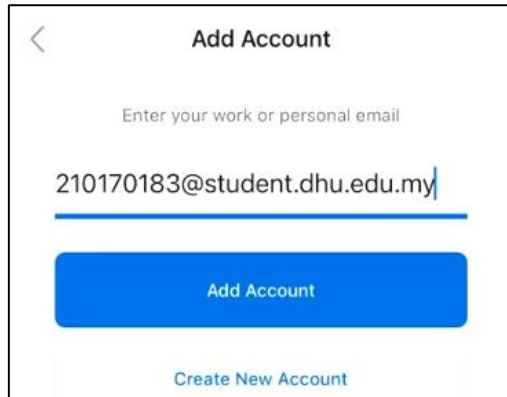 Add Account
Enter your work or personal email
210170183@student.dhu.edu.my
Add Account
Create New Account